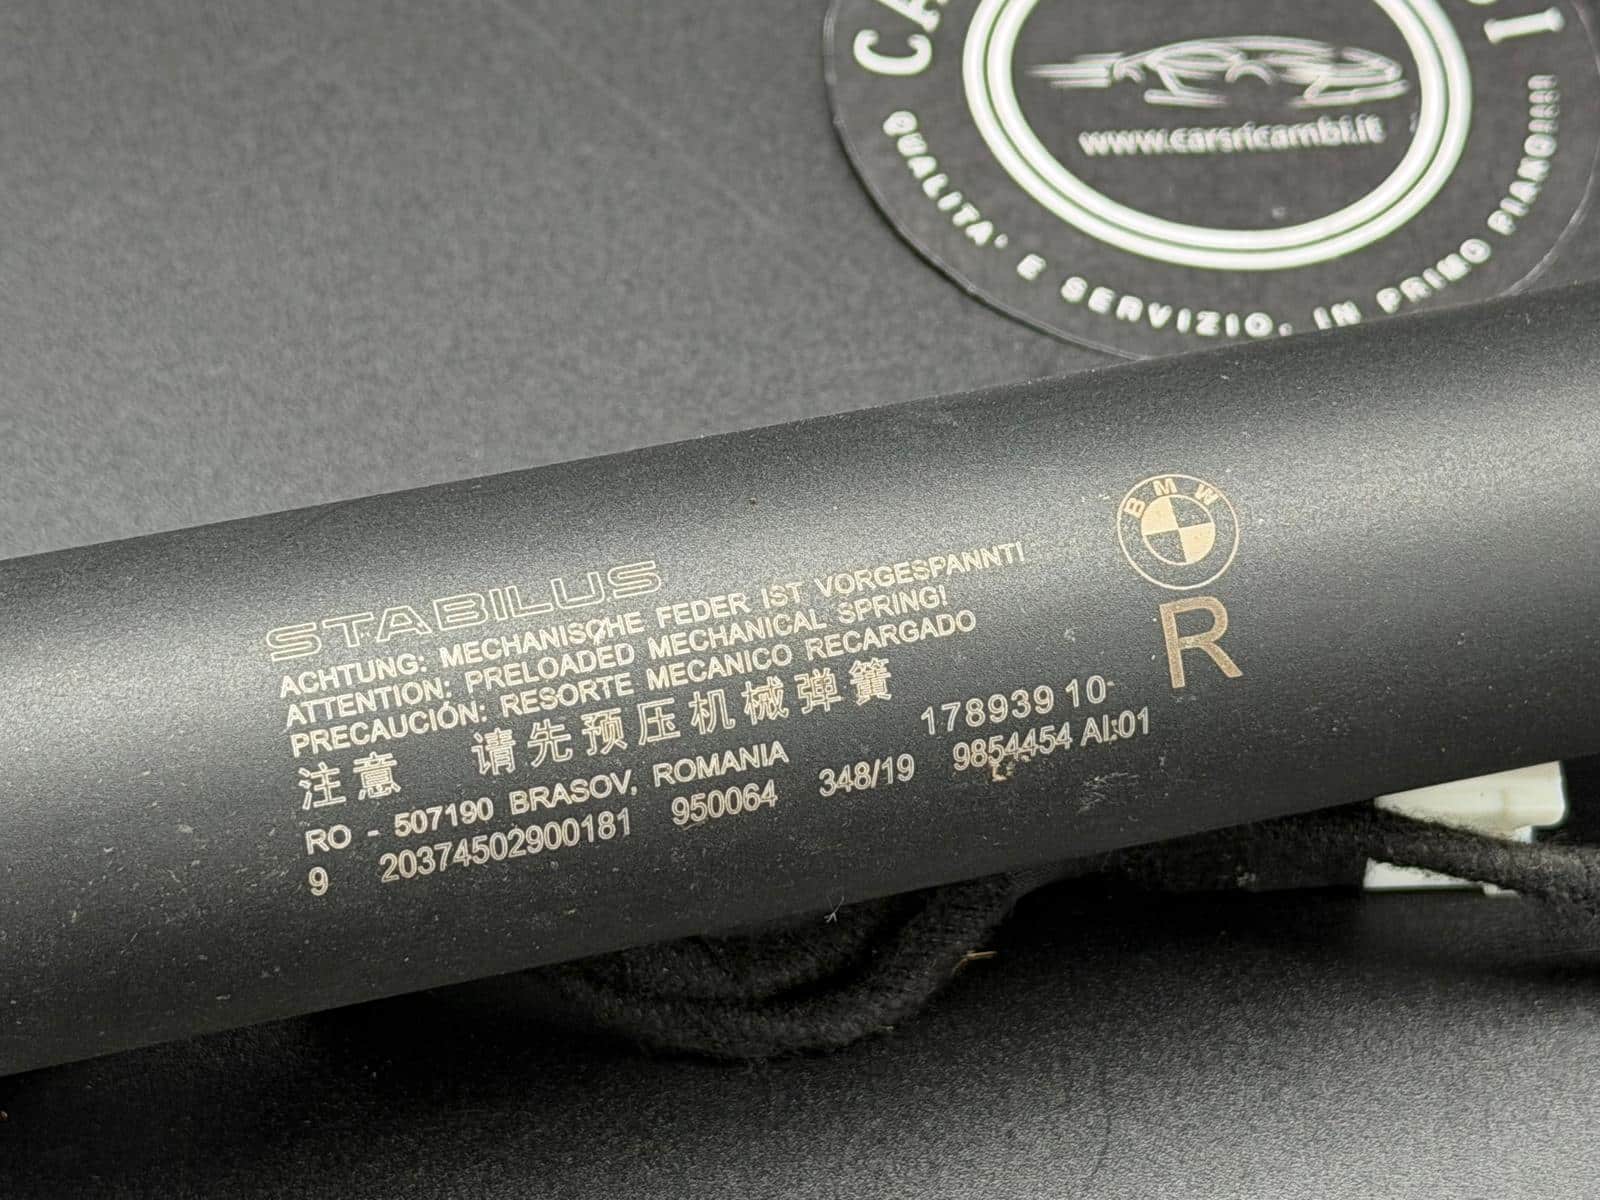 www.carsricambi.it
QUALITA' E SERVIZIO, IN PRIMO PIANO!!!!
STABILUS
ACHTUNG: MECHANISCHE FEDER IST VORGESPANNT!
ATTENTION: PRELOADED MECHANICAL SPRING!
PRECAUCIÓN: RESORTE MECANICO RECARGADO
注意 请先预压机械弹簧
RO - 507190 BRASOV, ROMANIA 178939 10-
9 20374502900181 950064 348/19 9854454 AI:01
BMW
R